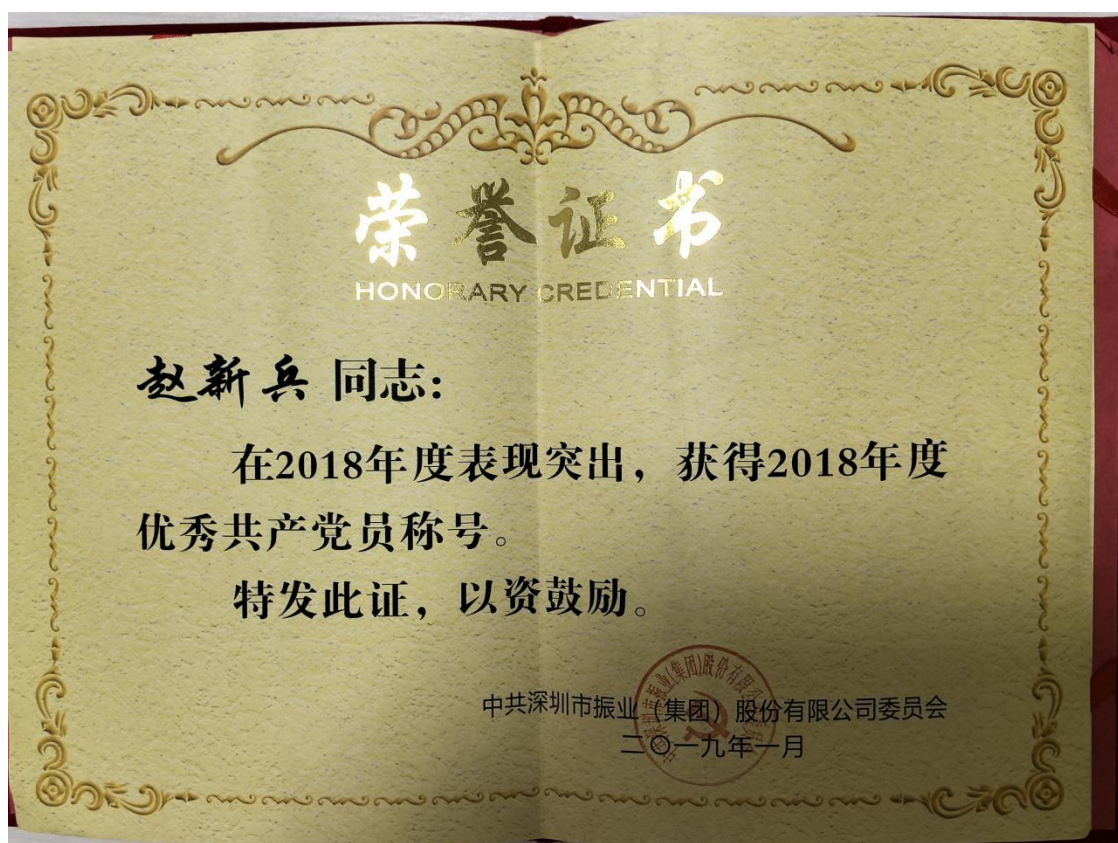 荣誉证书
HONORARY CREDENTIAL
赵新兵 同志：
在2018年度表现突出，获得2018年度
优秀共产党员称号。
特发此证，以资鼓励。
中共深圳市振业（集团）股份有限公司委员会
二〇一九年一月